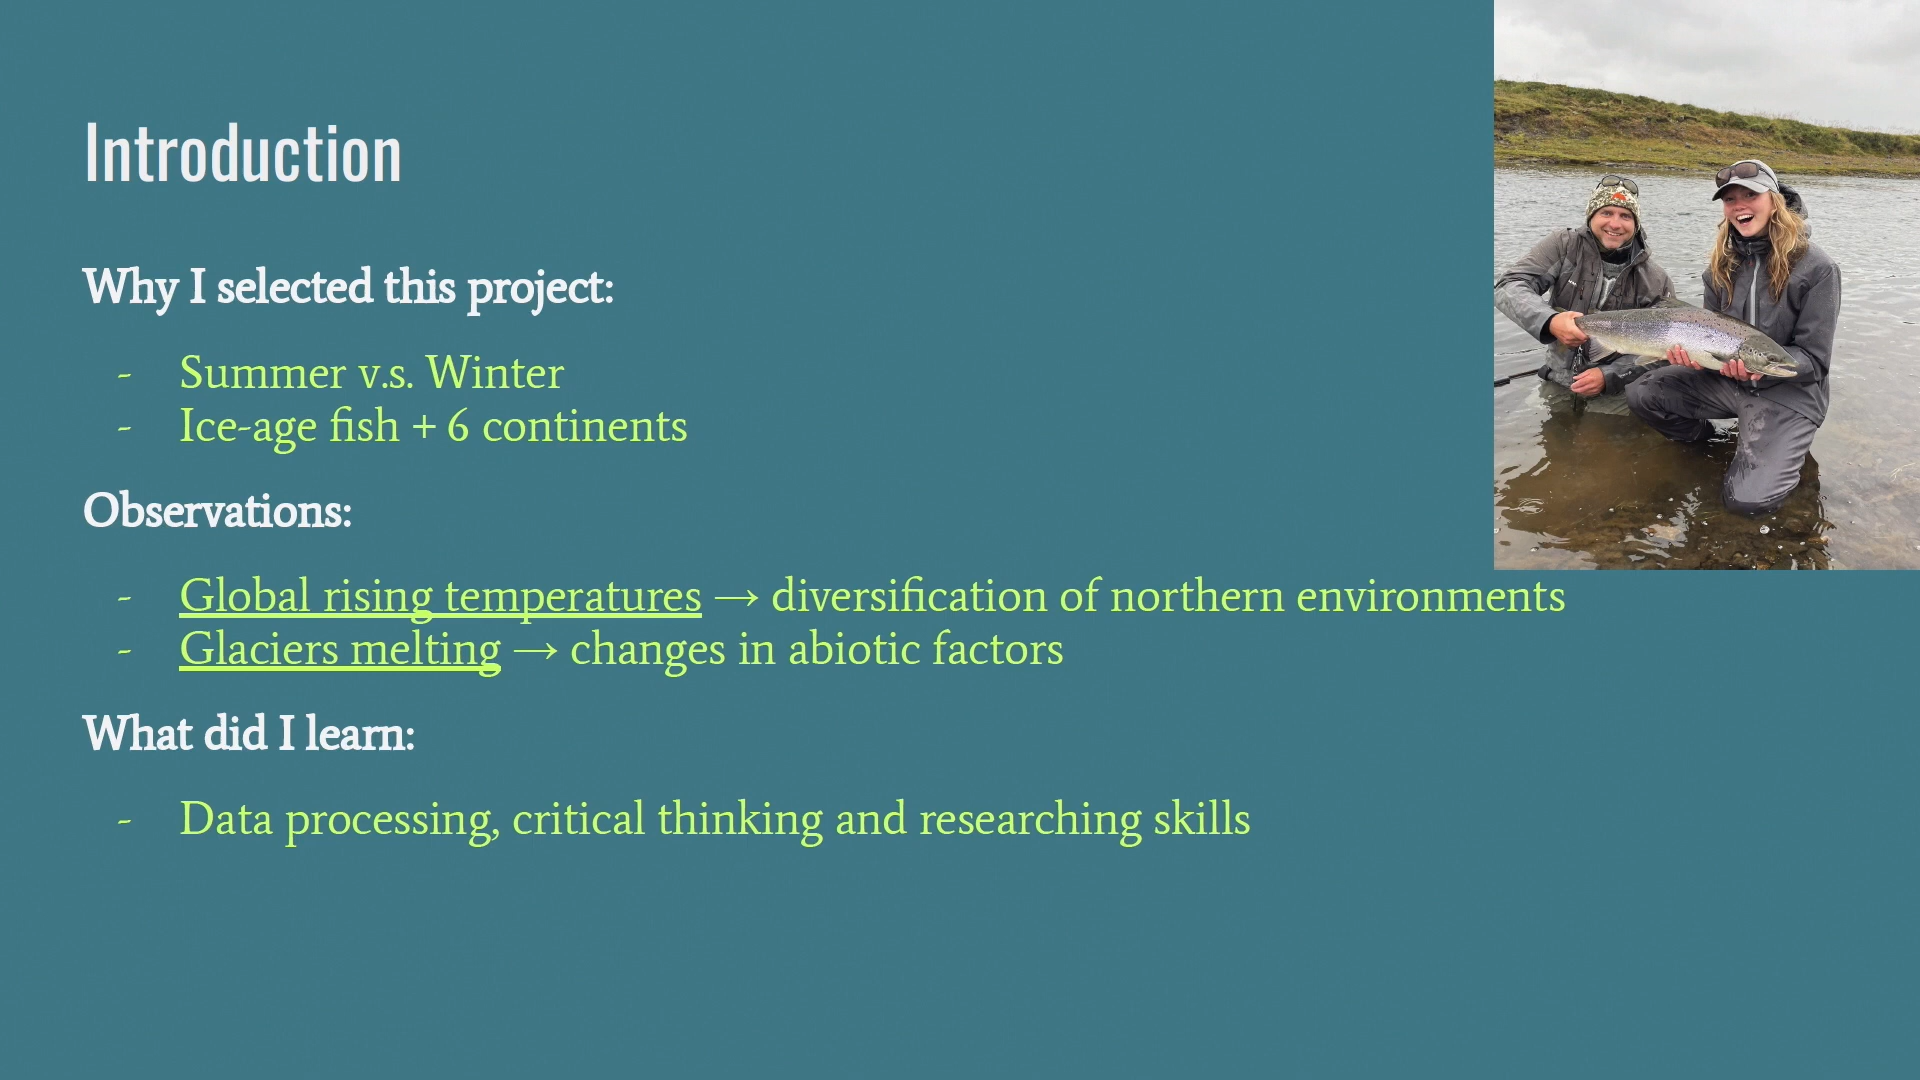 Introduction
Why I selected this project:
- Summer v.s. Winter
- Ice-age fish + 6 continents
Observations:
- Global rising temperatures → diversification of northern environments
- Glaciers melting → changes in abiotic factors
What did I learn:
- Data processing, critical thinking and researching skills